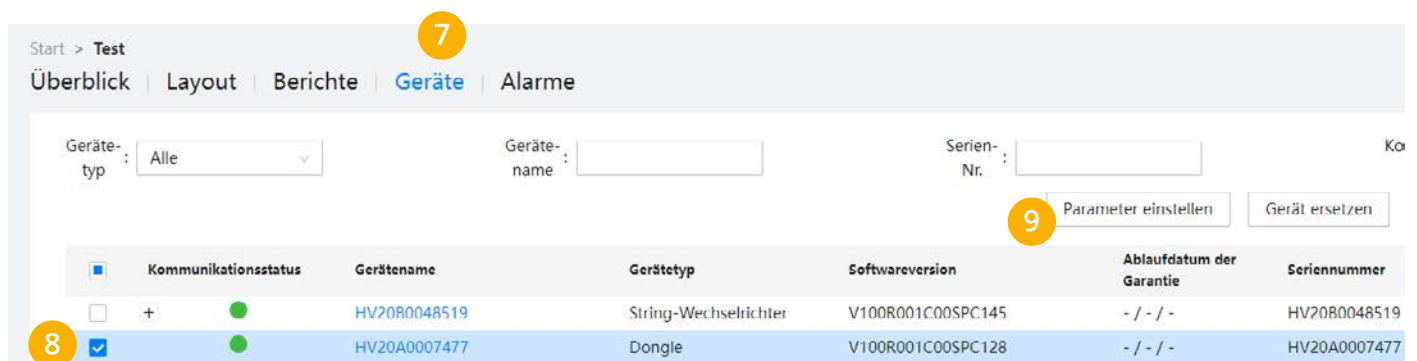 7
Start > Test
Überblick | Layout | Berichte | Geräte | Alarme
Geräte-typ : Alle Geräte-name : Serien-Nr. :
9 Parameter einstellen Gerät ersetzen
Kommunikationsstatus Gerätename Gerätetyp Softwareversion Ablaufdatum der Garantie Seriennummer
+ HV20B0048519 String-Wechselrichter V100R001C00SPC145 - / - / - HV20B0048519
8 HV20A0007477 Dongle V100R001C00SPC128 - / - / - HV20A0007477